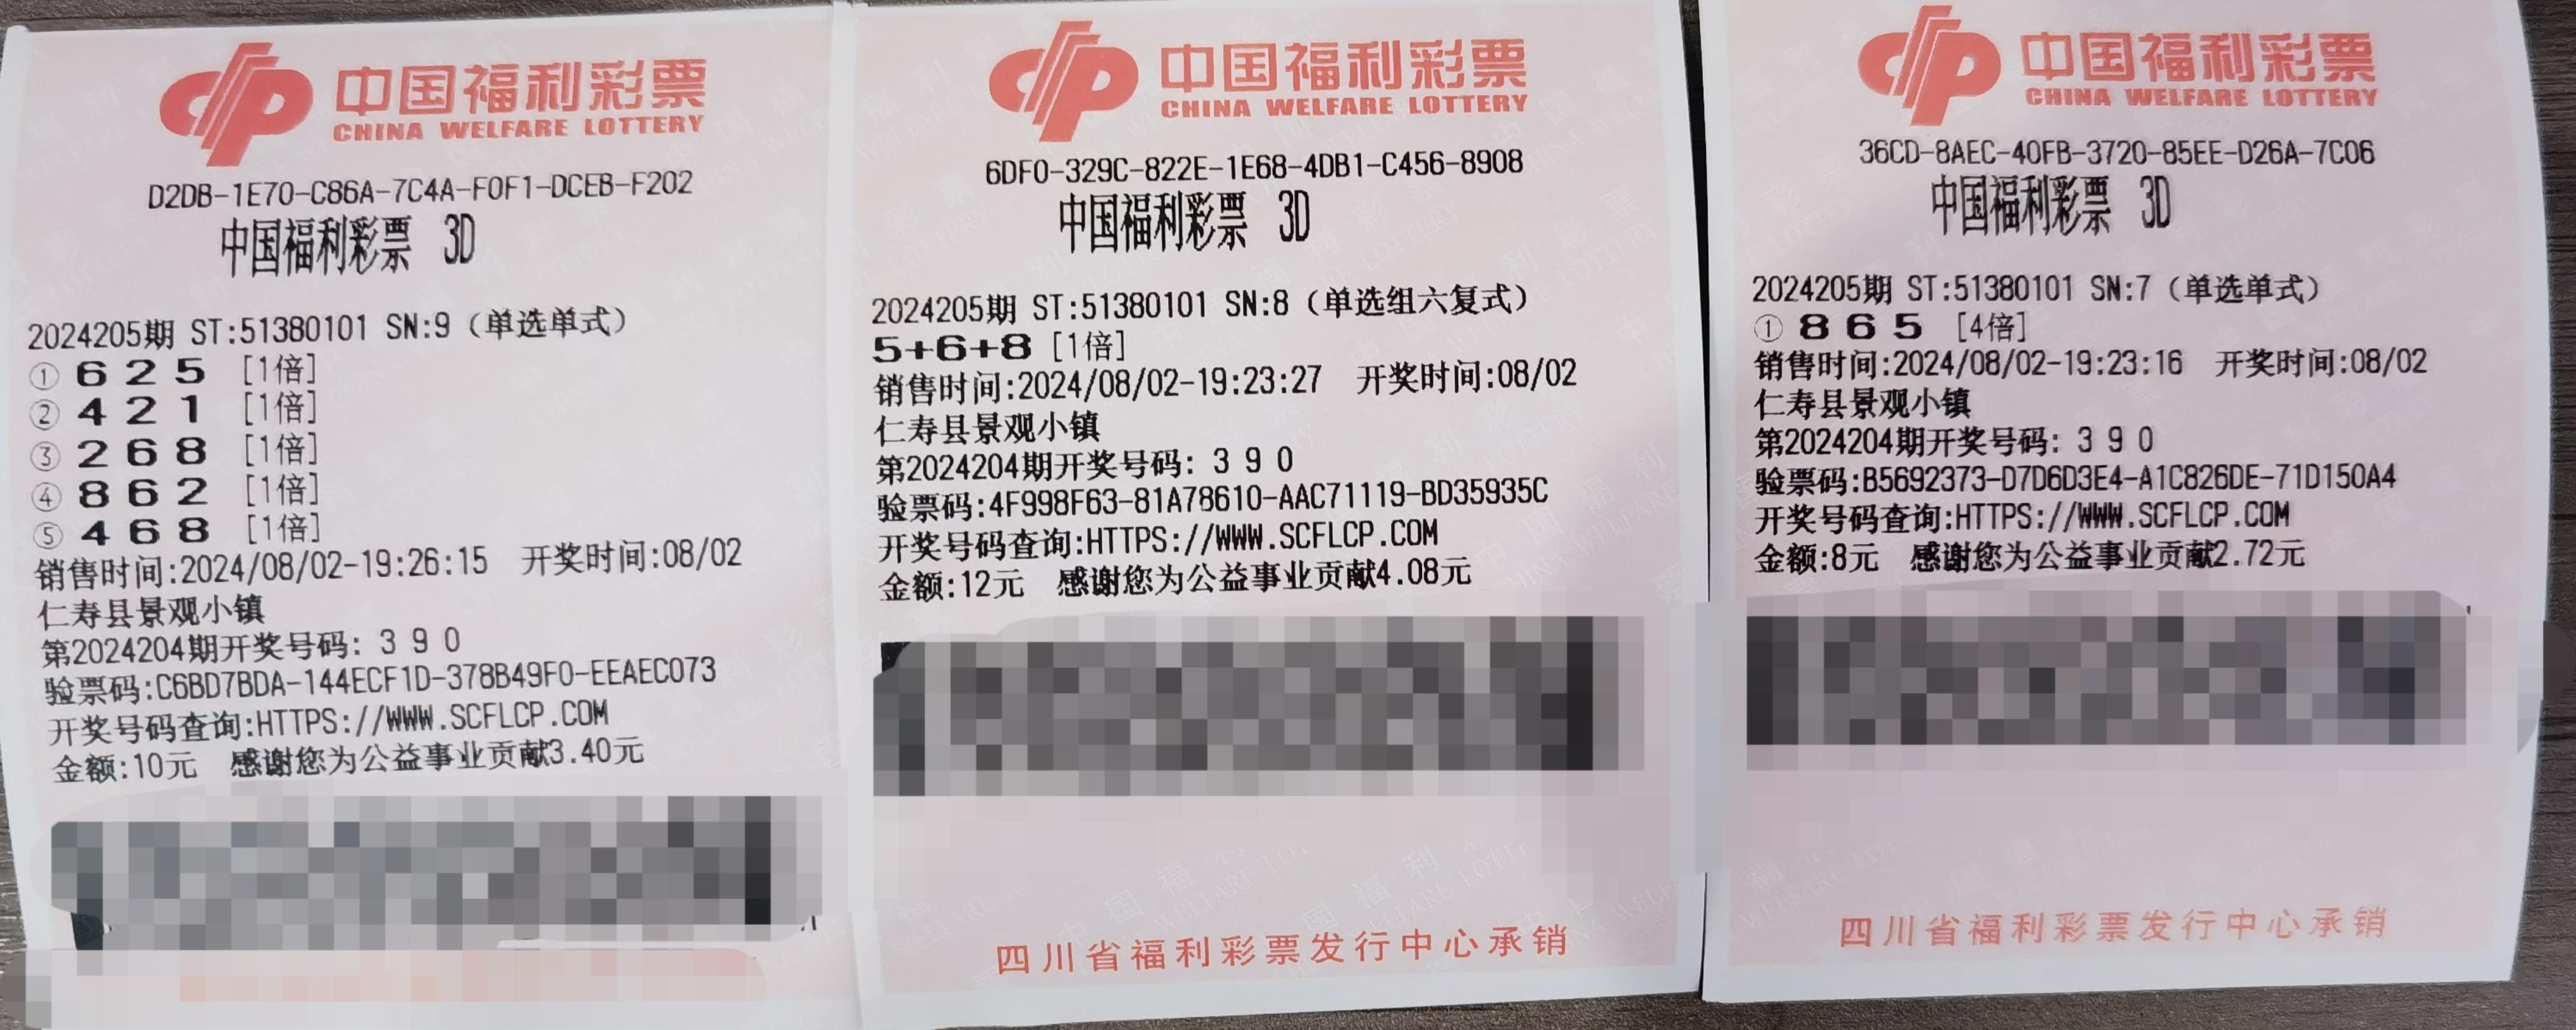 中国福利彩票
CHINA WELFARE LOTTERY
D2DB-1E70-C86A-7C4A-F0F1-DCEB-F202
中国福利彩票 3D
2024205期 ST:51380101 SN:9（单选单式）
① 6 2 5 [1倍]
② 4 2 1 [1倍]
③ 2 6 8 [1倍]
④ 8 6 2 [1倍]
⑤ 4 6 8 [1倍]
销售时间:2024/08/02-19:26:15 开奖时间:08/02
仁寿县景观小镇
第2024204期开奖号码: 3 9 0
验票码:C6BD7BDA-144ECF1D-378B49F0-EEAEC073
开奖号码查询:HTTPS://WWW.SCFLCP.COM
金额:10元 感谢您为公益事业贡献3.40元
中国福利彩票
CHINA WELFARE LOTTERY
6DF0-329C-822E-1E68-4DB1-C456-8908
中国福利彩票 3D
2024205期 ST:51380101 SN:8（单选组六复式）
5+6+8 [1倍]
销售时间:2024/08/02-19:23:27 开奖时间:08/02
仁寿县景观小镇
第2024204期开奖号码: 3 9 0
验票码:4F998F63-81A78610-AAC71119-BD35935C
开奖号码查询:HTTPS://WWW.SCFLCP.COM
金额:12元 感谢您为公益事业贡献4.08元
四川省福利彩票发行中心承销
中国福利彩票
CHINA WELFARE LOTTERY
36CD-8AEC-40FB-3720-85EE-D26A-7C06
中国福利彩票 3D
2024205期 ST:51380101 SN:7（单选单式）
① 8 6 5 [4倍]
销售时间:2024/08/02-19:23:16 开奖时间:08/02
仁寿县景观小镇
第2024204期开奖号码: 3 9 0
验票码:B5692373-D7D6D3E4-A1C826DE-71D150A4
开奖号码查询:HTTPS://WWW.SCFLCP.COM
金额:8元 感谢您为公益事业贡献2.72元
四川省福利彩票发行中心承销